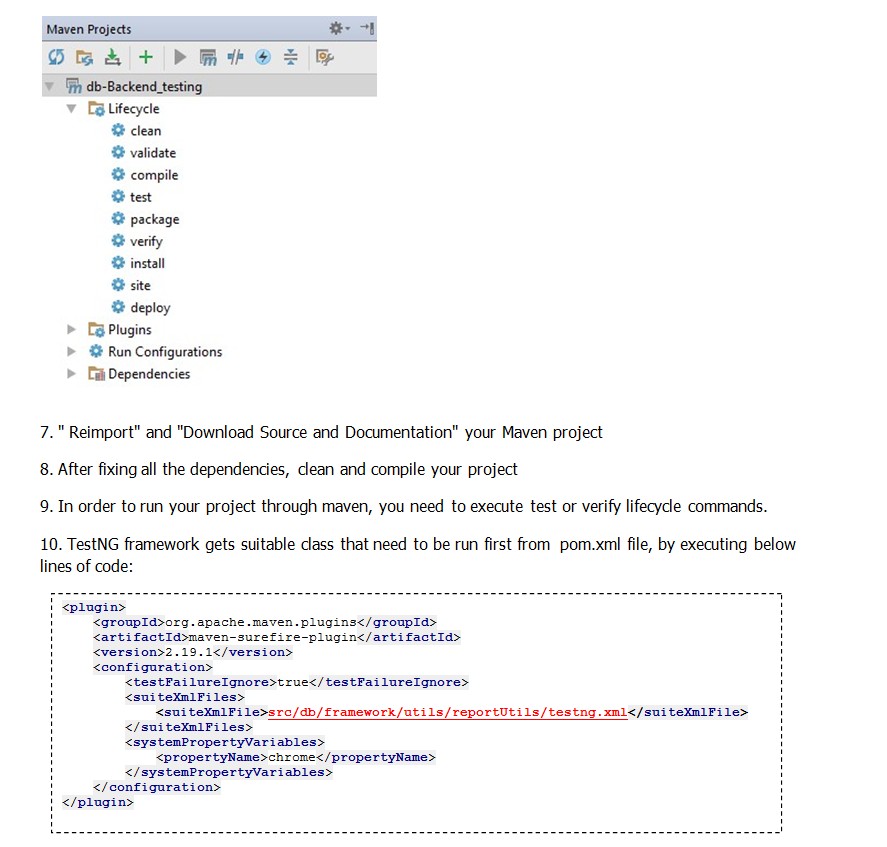 Maven Projects
db-Backend_testing
Lifecycle
clean
validate
compile
test
package
verify
install
site
deploy
Plugins
Run Configurations
Dependencies
7. " Reimport" and "Download Source and Documentation" your Maven project
8. After fixing all the dependencies, clean and compile your project
9. In order to run your project through maven, you need to execute test or verify lifecycle commands.
10. TestNG framework gets suitable class that need to be run first from pom.xml file, by executing below
lines of code:
<plugin>
<groupId>org.apache.maven.plugins</groupId>
<artifactId>maven-surefire-plugin</artifactId>
<version>2.19.1</version>
<configuration>
<testFailureIgnore>true</testFailureIgnore>
<suiteXmlFiles>
<suiteXmlFile>src/db/framework/utils/reportUtils/testng.xml</suiteXmlFile>
</suiteXmlFiles>
<systemPropertyVariables>
<propertyName>chrome</propertyName>
</systemPropertyVariables>
</configuration>
</plugin>